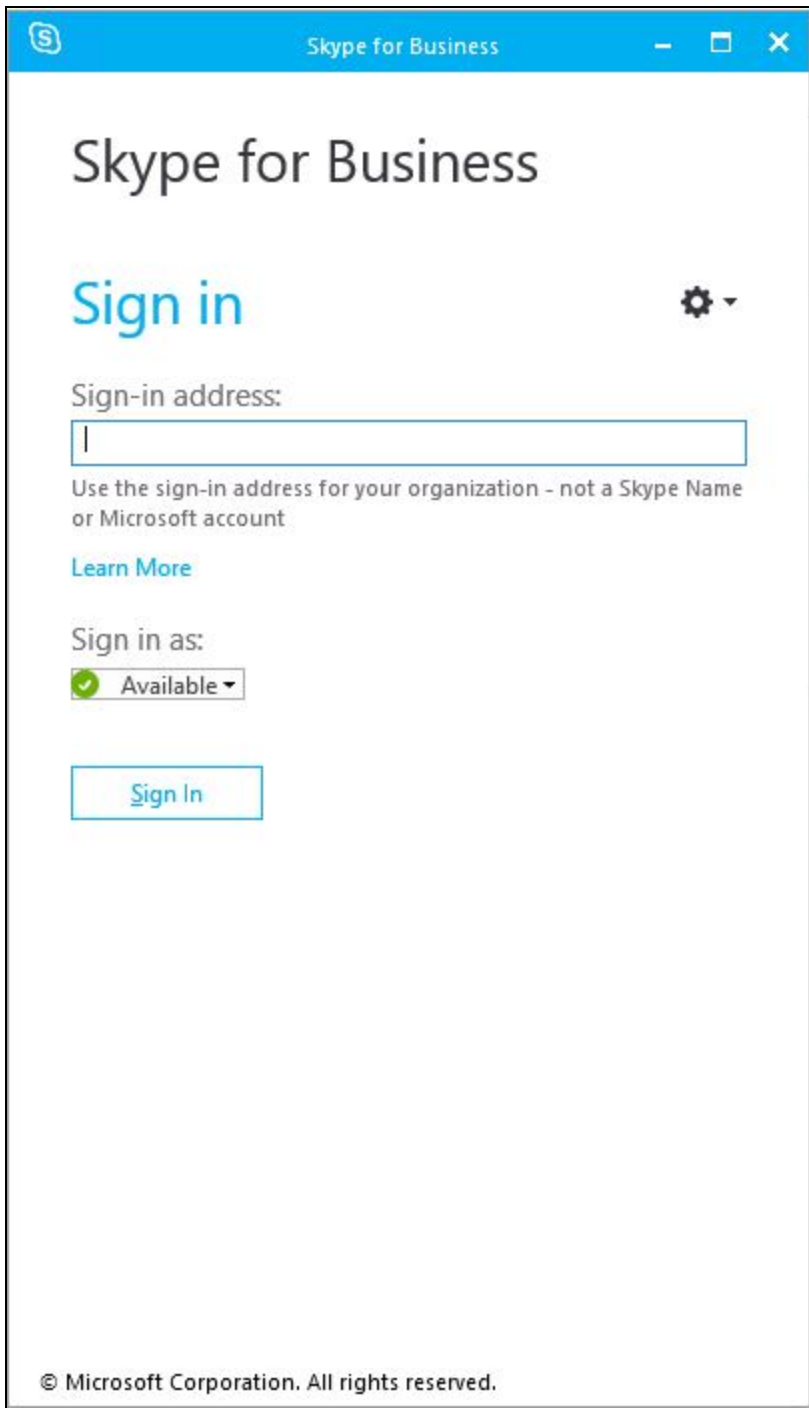 Skype for Business
Skype for Business
Sign in
Sign-in address:
Use the sign-in address for your organization - not a Skype Name
or Microsoft account
Learn More
Sign in as:
Available
Sign In
© Microsoft Corporation. All rights reserved.